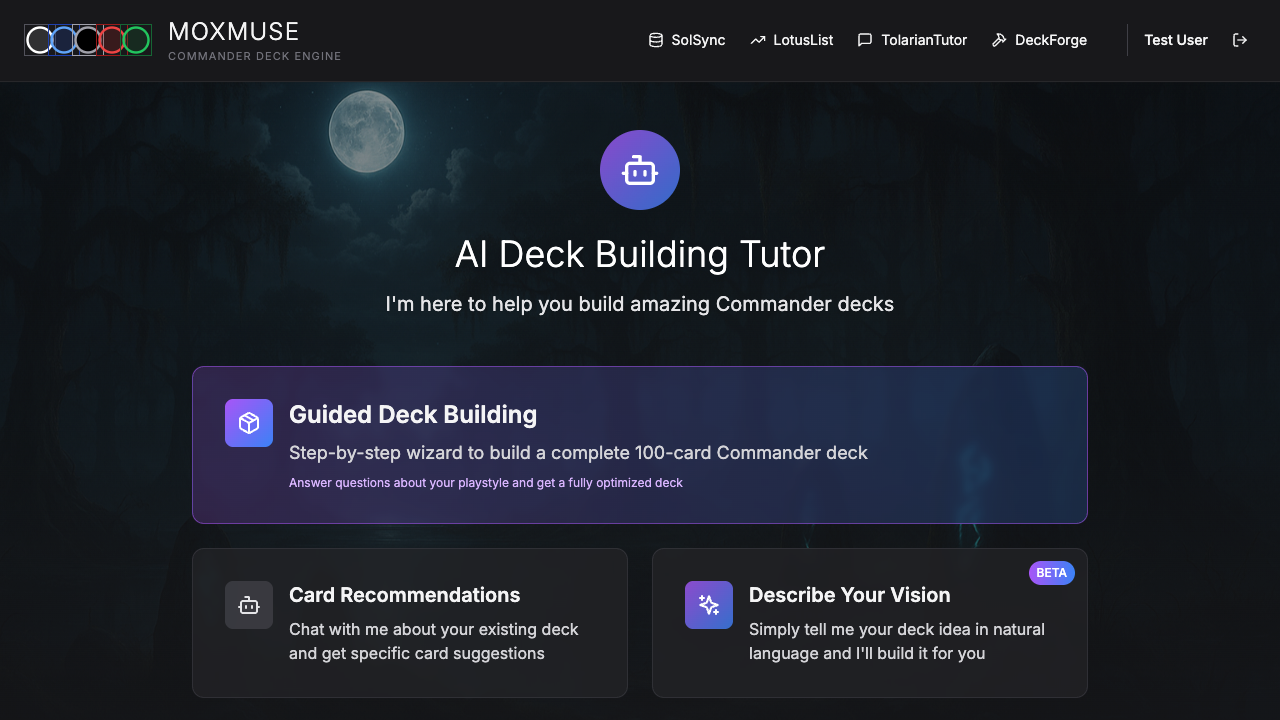 MOXMUSE
COMMANDER DECK ENGINE
SolSync
LotusList
TolarianTutor
DeckForge
Test User
AI Deck Building Tutor
I'm here to help you build amazing Commander decks
Guided Deck Building
Step-by-step wizard to build a complete 100-card Commander deck
Answer questions about your playstyle and get a fully optimized deck
Card Recommendations
Chat with me about your existing deck
and get specific card suggestions
BETA
Describe Your Vision
Simply tell me your deck idea in natural
language and I'll build it for you